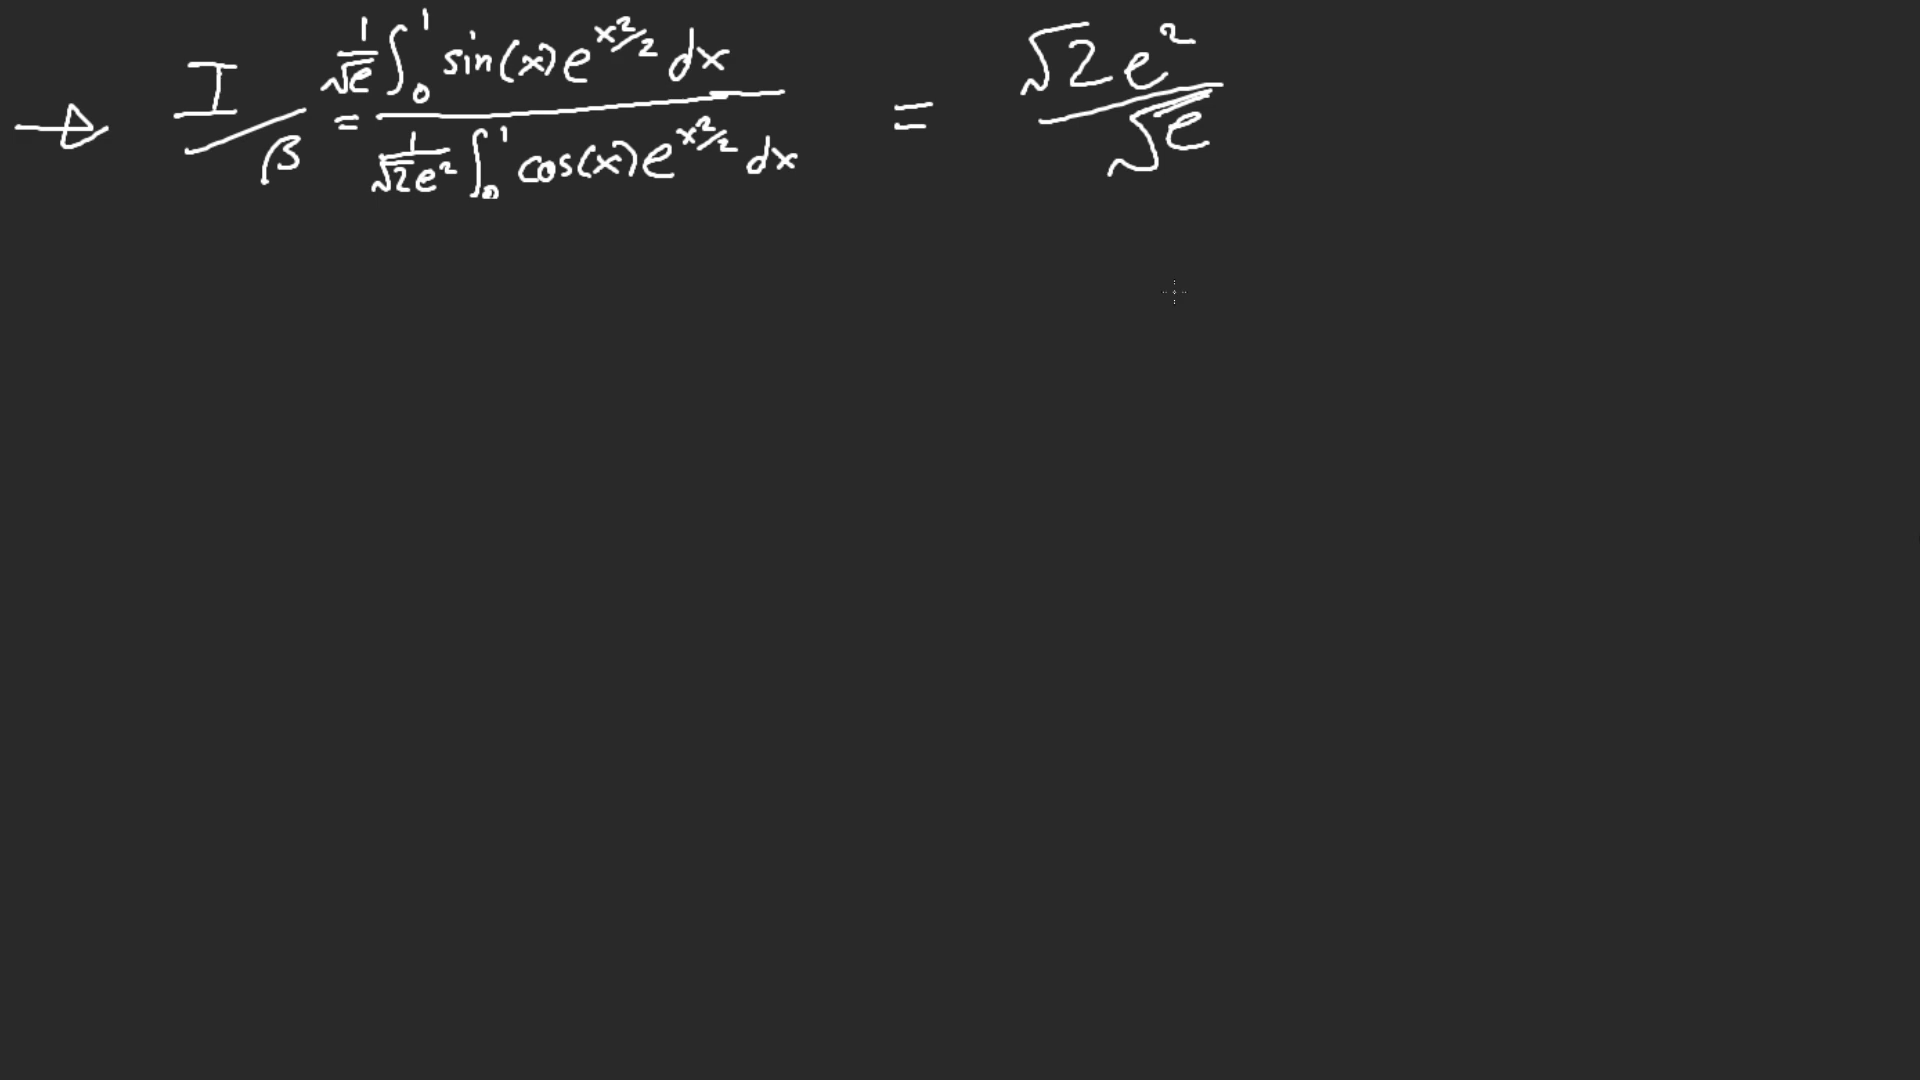 → I/β = (1/√e ∫₀¹ sin(x)e^(x²/2) dx) / (1/(√2e²) ∫₀¹ cos(x)e^(x²/2) dx) = √2e²/√e